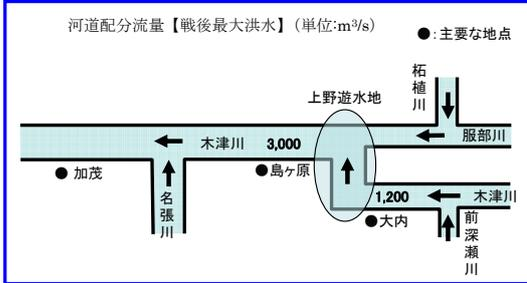 河道配分流量【戦後最大洪水】(単位:m³/s)
●:主要な地点
柘植川
上野遊水地
木津川
3,000
服部川
●加茂
●島ヶ原
名張川
1,200
木津川
●大内
前深瀬川